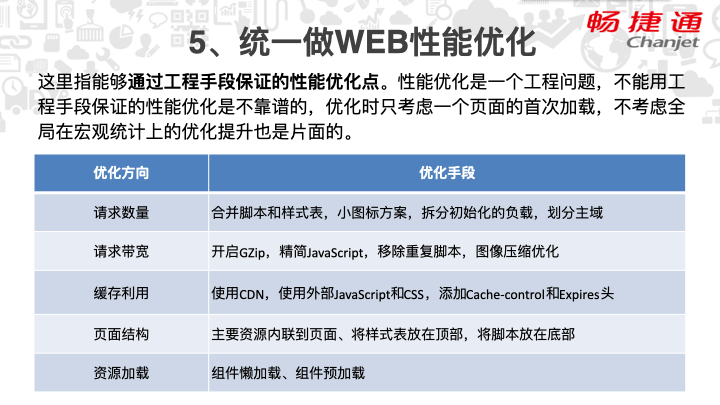 5、统一做WEB性能优化
畅捷通
Chanjet
这里指能够通过工程手段保证的性能优化点。性能优化是一个工程问题，不能用工
程手段保证的性能优化是不靠谱的，优化时只考虑一个页面的首次加载，不考虑全
局在宏观统计上的优化提升也是片面的。
优化方向 优化手段
请求数量 合并脚本和样式表，小图标方案，拆分初始化的负载，划分主域
请求带宽 开启GZip，精简JavaScript，移除重复脚本，图像压缩优化
缓存利用 使用CDN，使用外部JavaScript和CSS，添加Cache-control和Expires头
页面结构 主要资源内联到页面、将样式表放在顶部，将脚本放在底部
资源加载 组件懒加载、组件预加载